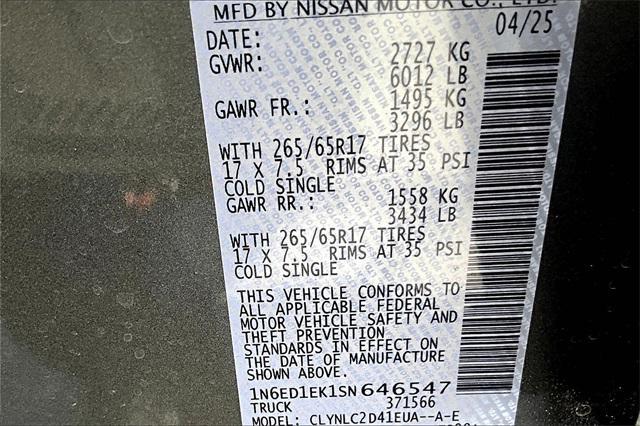 MFD BY NISSAN MOTOR CO., LTD.
DATE: 04/25
GVWR: 2727 KG
6012 LB
GAWR FR.: 1495 KG
3296 LB
WITH 265/65R17 TIRES
17 X 7.5 RIMS AT 35 PSI
COLD SINGLE
GAWR RR.: 1558 KG
3434 LB
WITH 265/65R17 TIRES
17 X 7.5 RIMS AT 35 PSI
COLD SINGLE
THIS VEHICLE CONFORMS TO
ALL APPLICABLE FEDERAL
MOTOR VEHICLE SAFETY AND
THEFT PREVENTION
STANDARDS IN EFFECT ON
THE DATE OF MANUFACTURE
SHOWN ABOVE.
1N6ED1EK1SN646547
TRUCK 371566
MODEL: CLYNLC2D41EUA--A-E